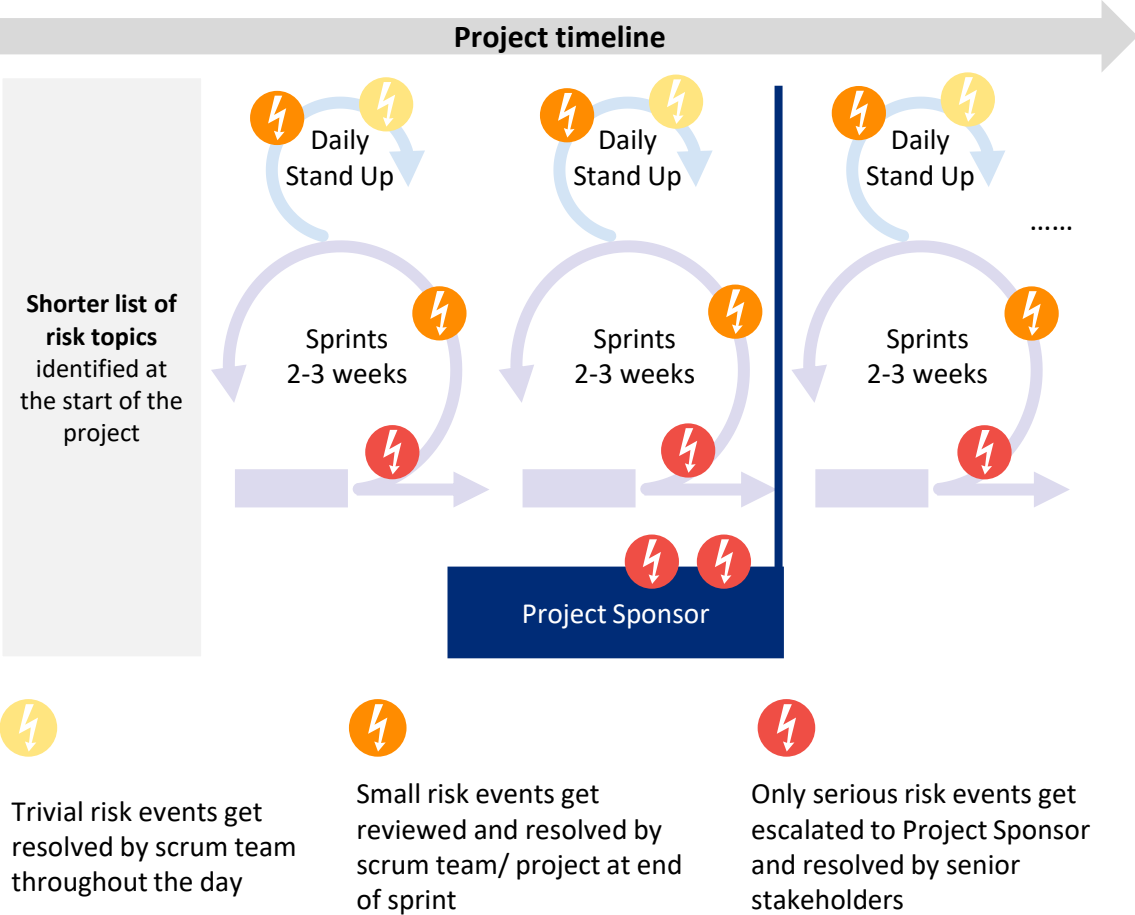 Project timeline
Shorter list of
risk topics
identified at
the start of the
project
Daily
Stand Up
Sprints
2-3 weeks
Daily
Stand Up
Sprints
2-3 weeks
Daily
Stand Up
......
Sprints
2-3 weeks
Project Sponsor
Trivial risk events get
resolved by scrum team
throughout the day
Small risk events get
reviewed and resolved by
scrum team/ project at end
of sprint
Only serious risk events get
escalated to Project Sponsor
and resolved by senior
stakeholders